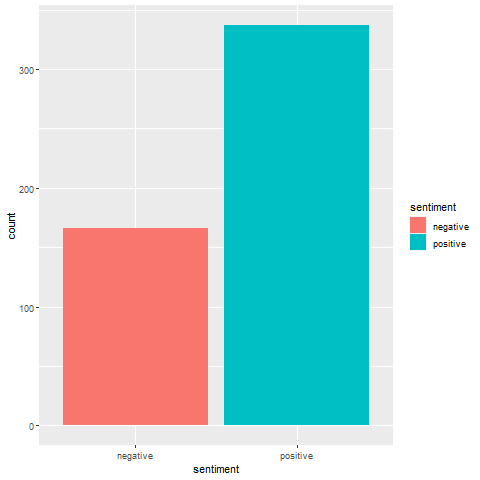 300
200
100
0
count
negative
positive
sentiment
sentiment
negative
positive